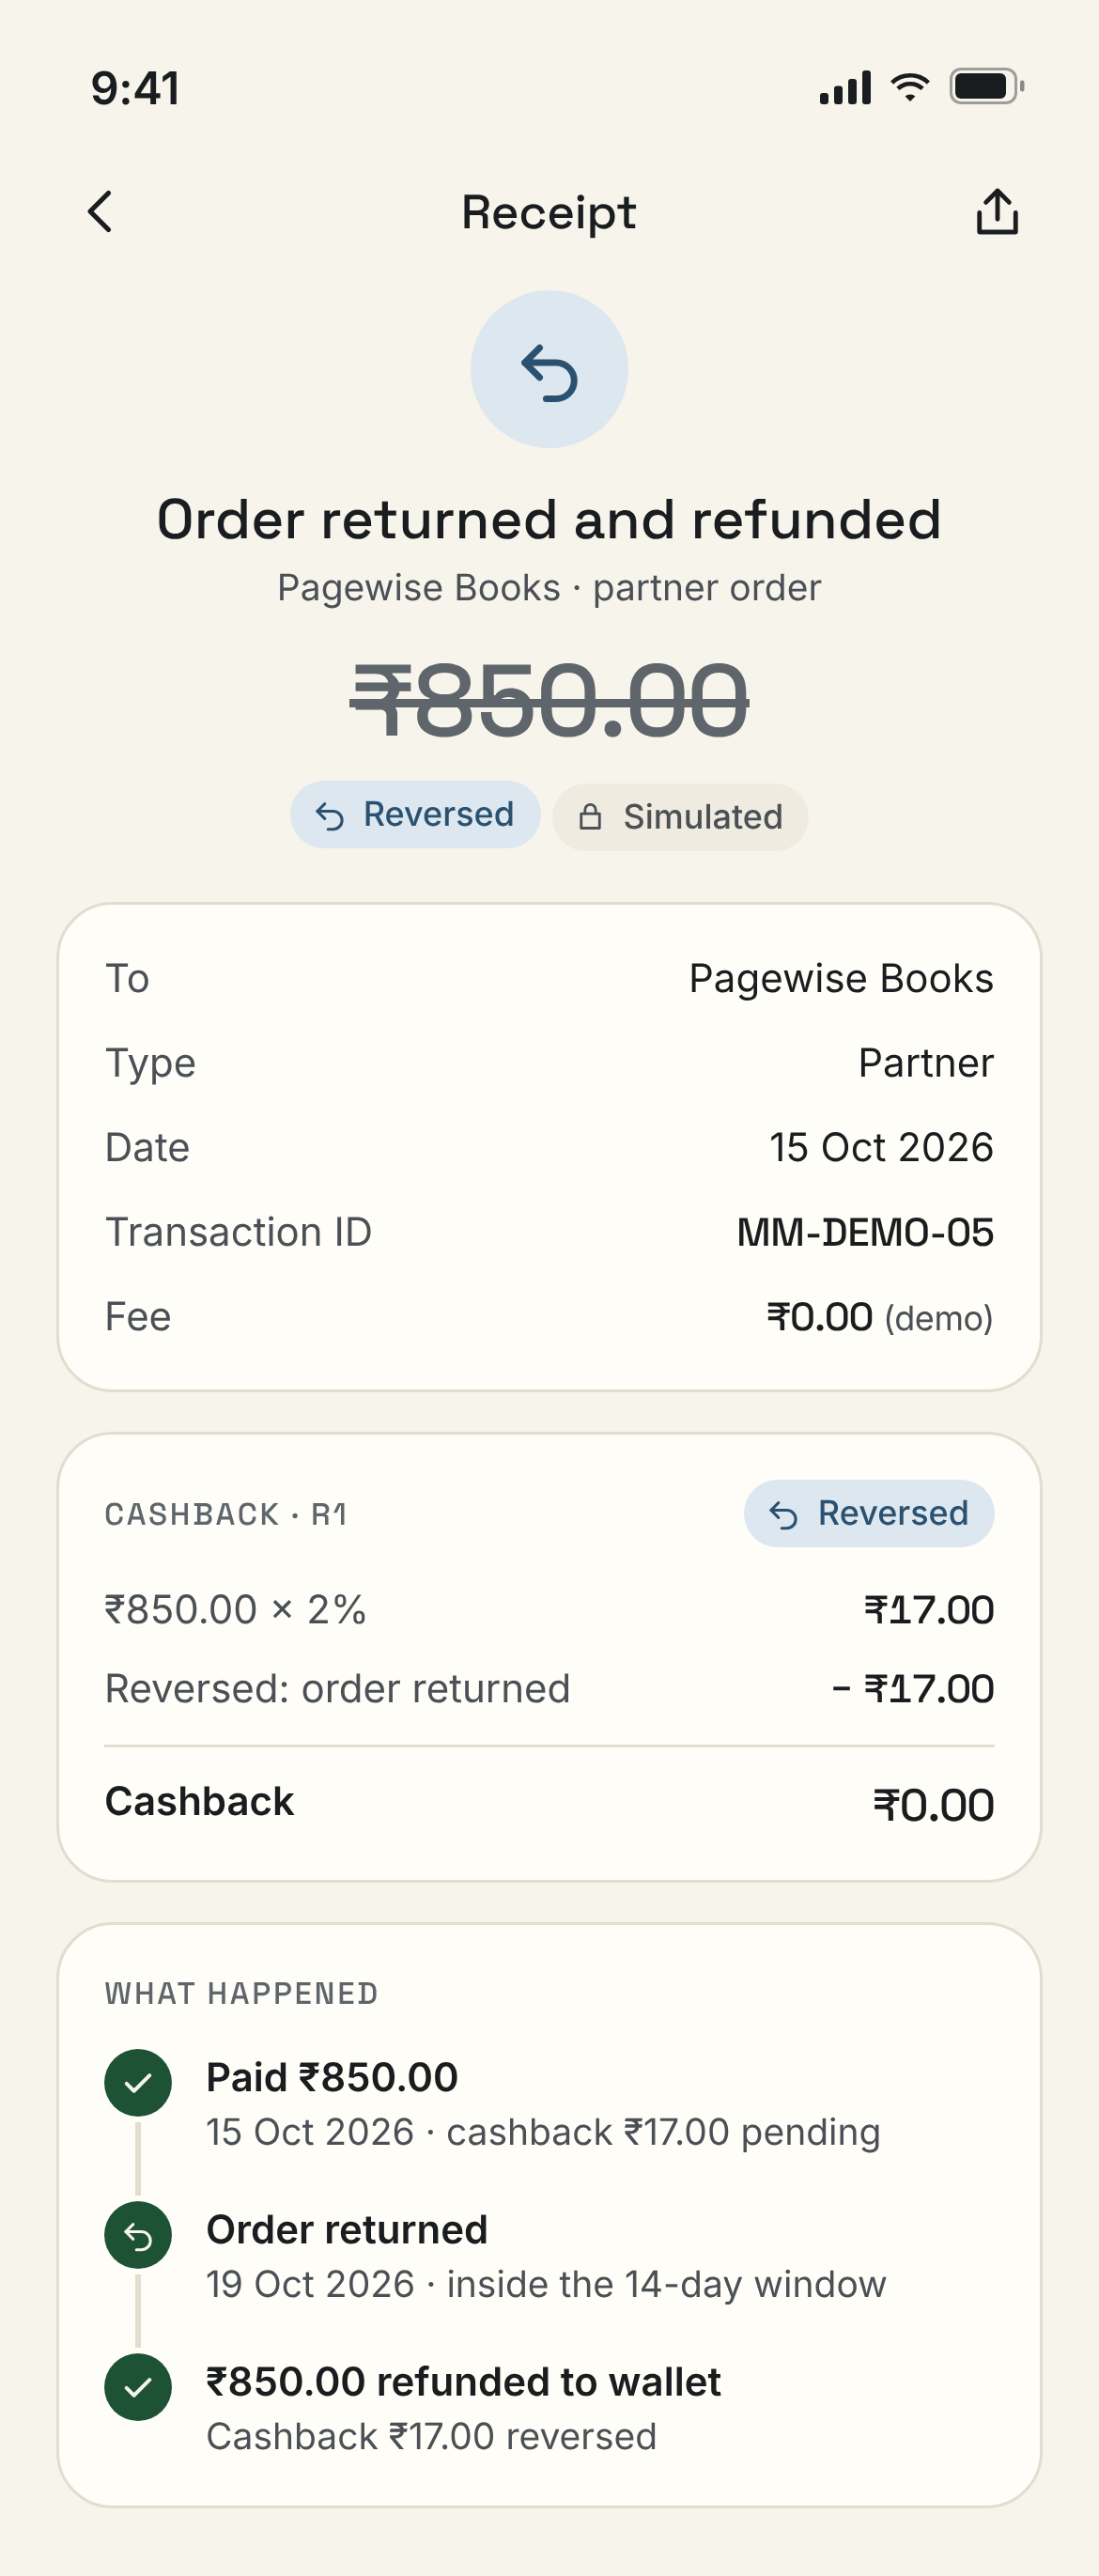 9:41
Receipt
Order returned and refunded
Pagewise Books · partner order
₹850.00
Reversed Simulated
To Pagewise Books
Type Partner
Date 15 Oct 2026
Transaction ID MM-DEMO-05
Fee ₹0.00 (demo)
CASHBACK · R1 Reversed
₹850.00 × 2% ₹17.00
Reversed: order returned − ₹17.00
Cashback ₹0.00
WHAT HAPPENED
Paid ₹850.00
15 Oct 2026 · cashback ₹17.00 pending
Order returned
19 Oct 2026 · inside the 14-day window
₹850.00 refunded to wallet
Cashback ₹17.00 reversed